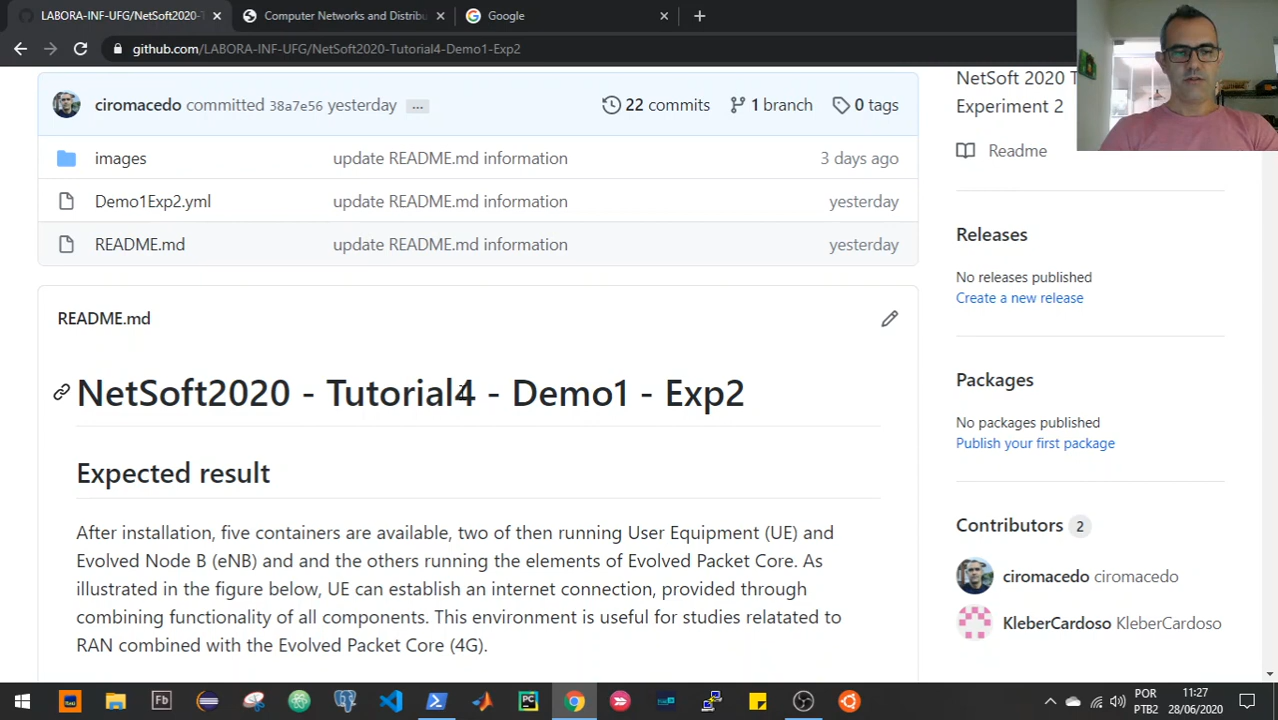 LABORA-INF-UFG/NetSoft2020-T
Computer Networks and Distribu
Google
github.com/LABORA-INF-UFG/NetSoft2020-Tutorial4-Demo1-Exp2
ciromacedo committed 38a7e56 yesterday ...
22 commits
1 branch
0 tags
images update README.md information 3 days ago
Demo1Exp2.yml update README.md information yesterday
README.md update README.md information yesterday
README.md
NetSoft2020 - Tutorial4 - Demo1 - Exp2
Expected result
After installation, five containers are available, two of then running User Equipment (UE) and
Evolved Node B (eNB) and and the others running the elements of Evolved Packet Core. As
illustrated in the figure below, UE can establish an internet connection, provided through
combining functionality of all components. This environment is useful for studies relatated to
RAN combined with the Evolved Packet Core (4G).
NetSoft 2020 T
Experiment 2
Readme
Releases
No releases published
Create a new release
Packages
No packages published
Publish your first package
Contributors 2
ciromacedo ciromacedo
KleberCardoso KleberCardoso
Fb
PC
POR
PTB2
11:27
28/06/2020